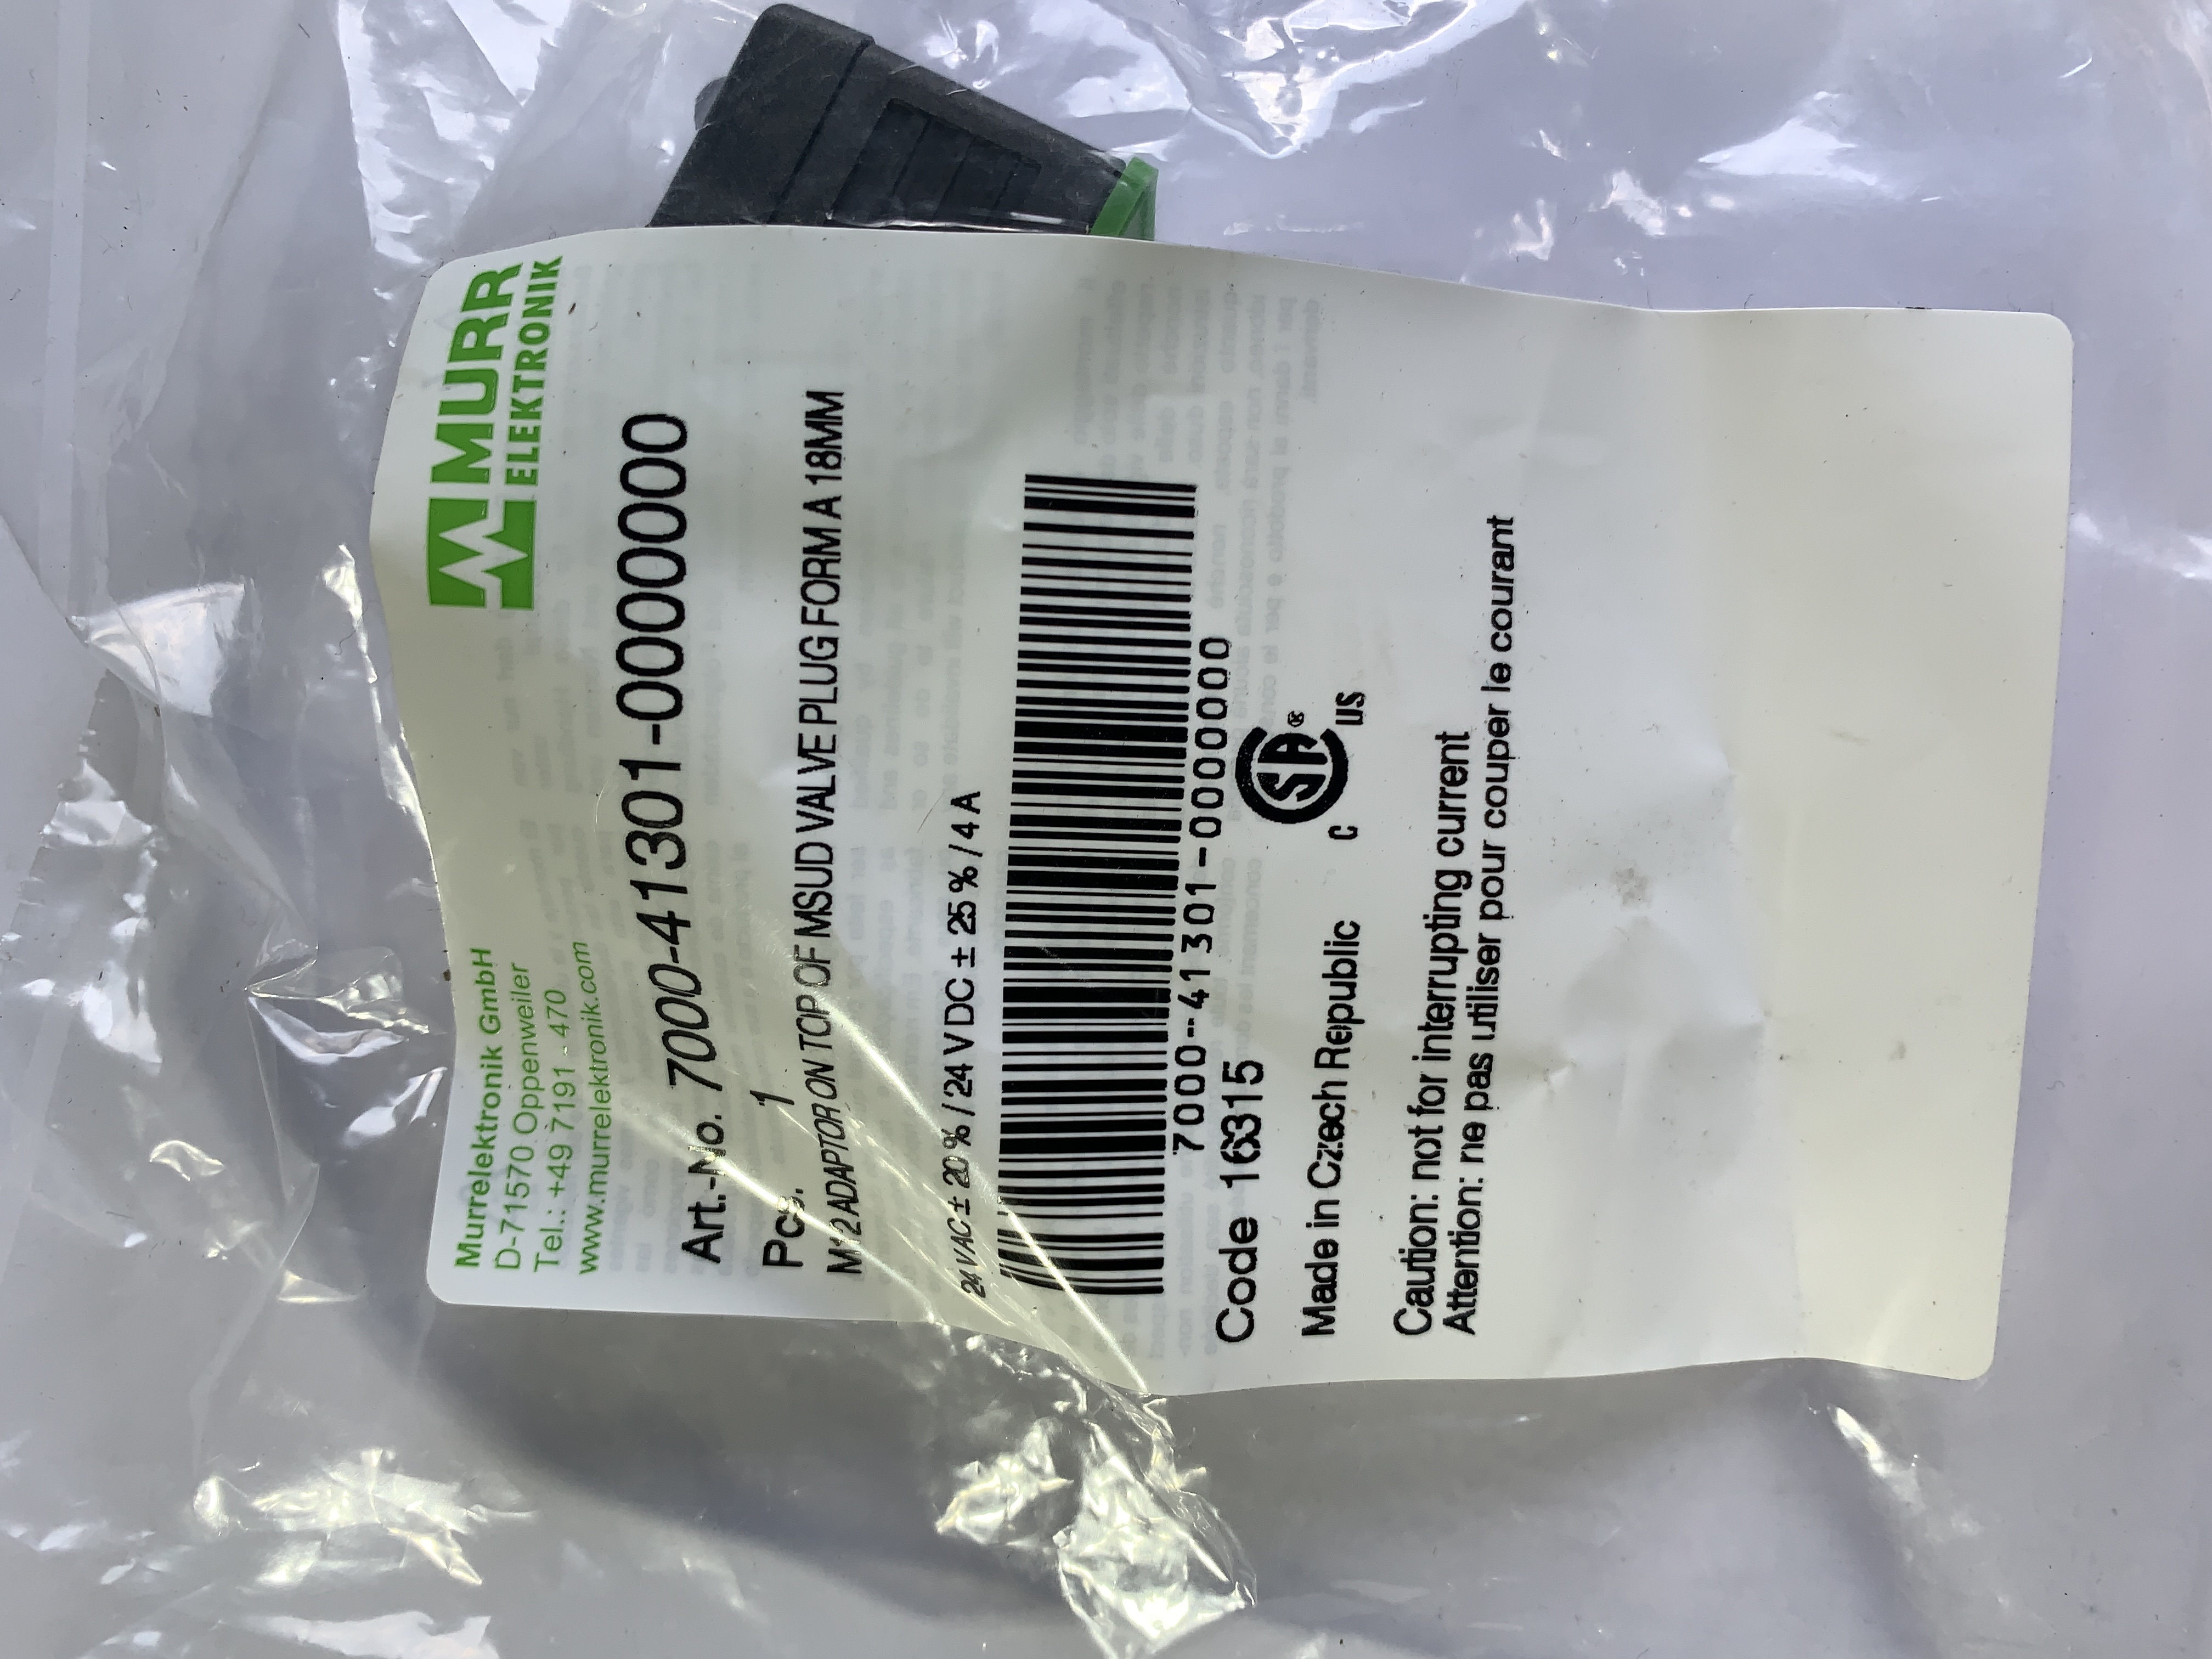 Murrelektronik GmbH
D-71570 Oppenweiler
Tel.: +49 7191 - 470
www.murrelektronik.com
MURR
ELEKTRONIK
Art.-No. 7000-41301-0000000
Pcs. 1
M12 ADAPTOR ON TOP OF MSUD VALVE PLUG FORM A 18MM
24 VAC ± 20 % / 24 V DC ± 25 % / 4 A
7000-41301-0000000
Code 16315
Made in Czech Republic
c SA® us
Caution: not for interrupting current
Attention: ne pas utiliser pour couper le courant